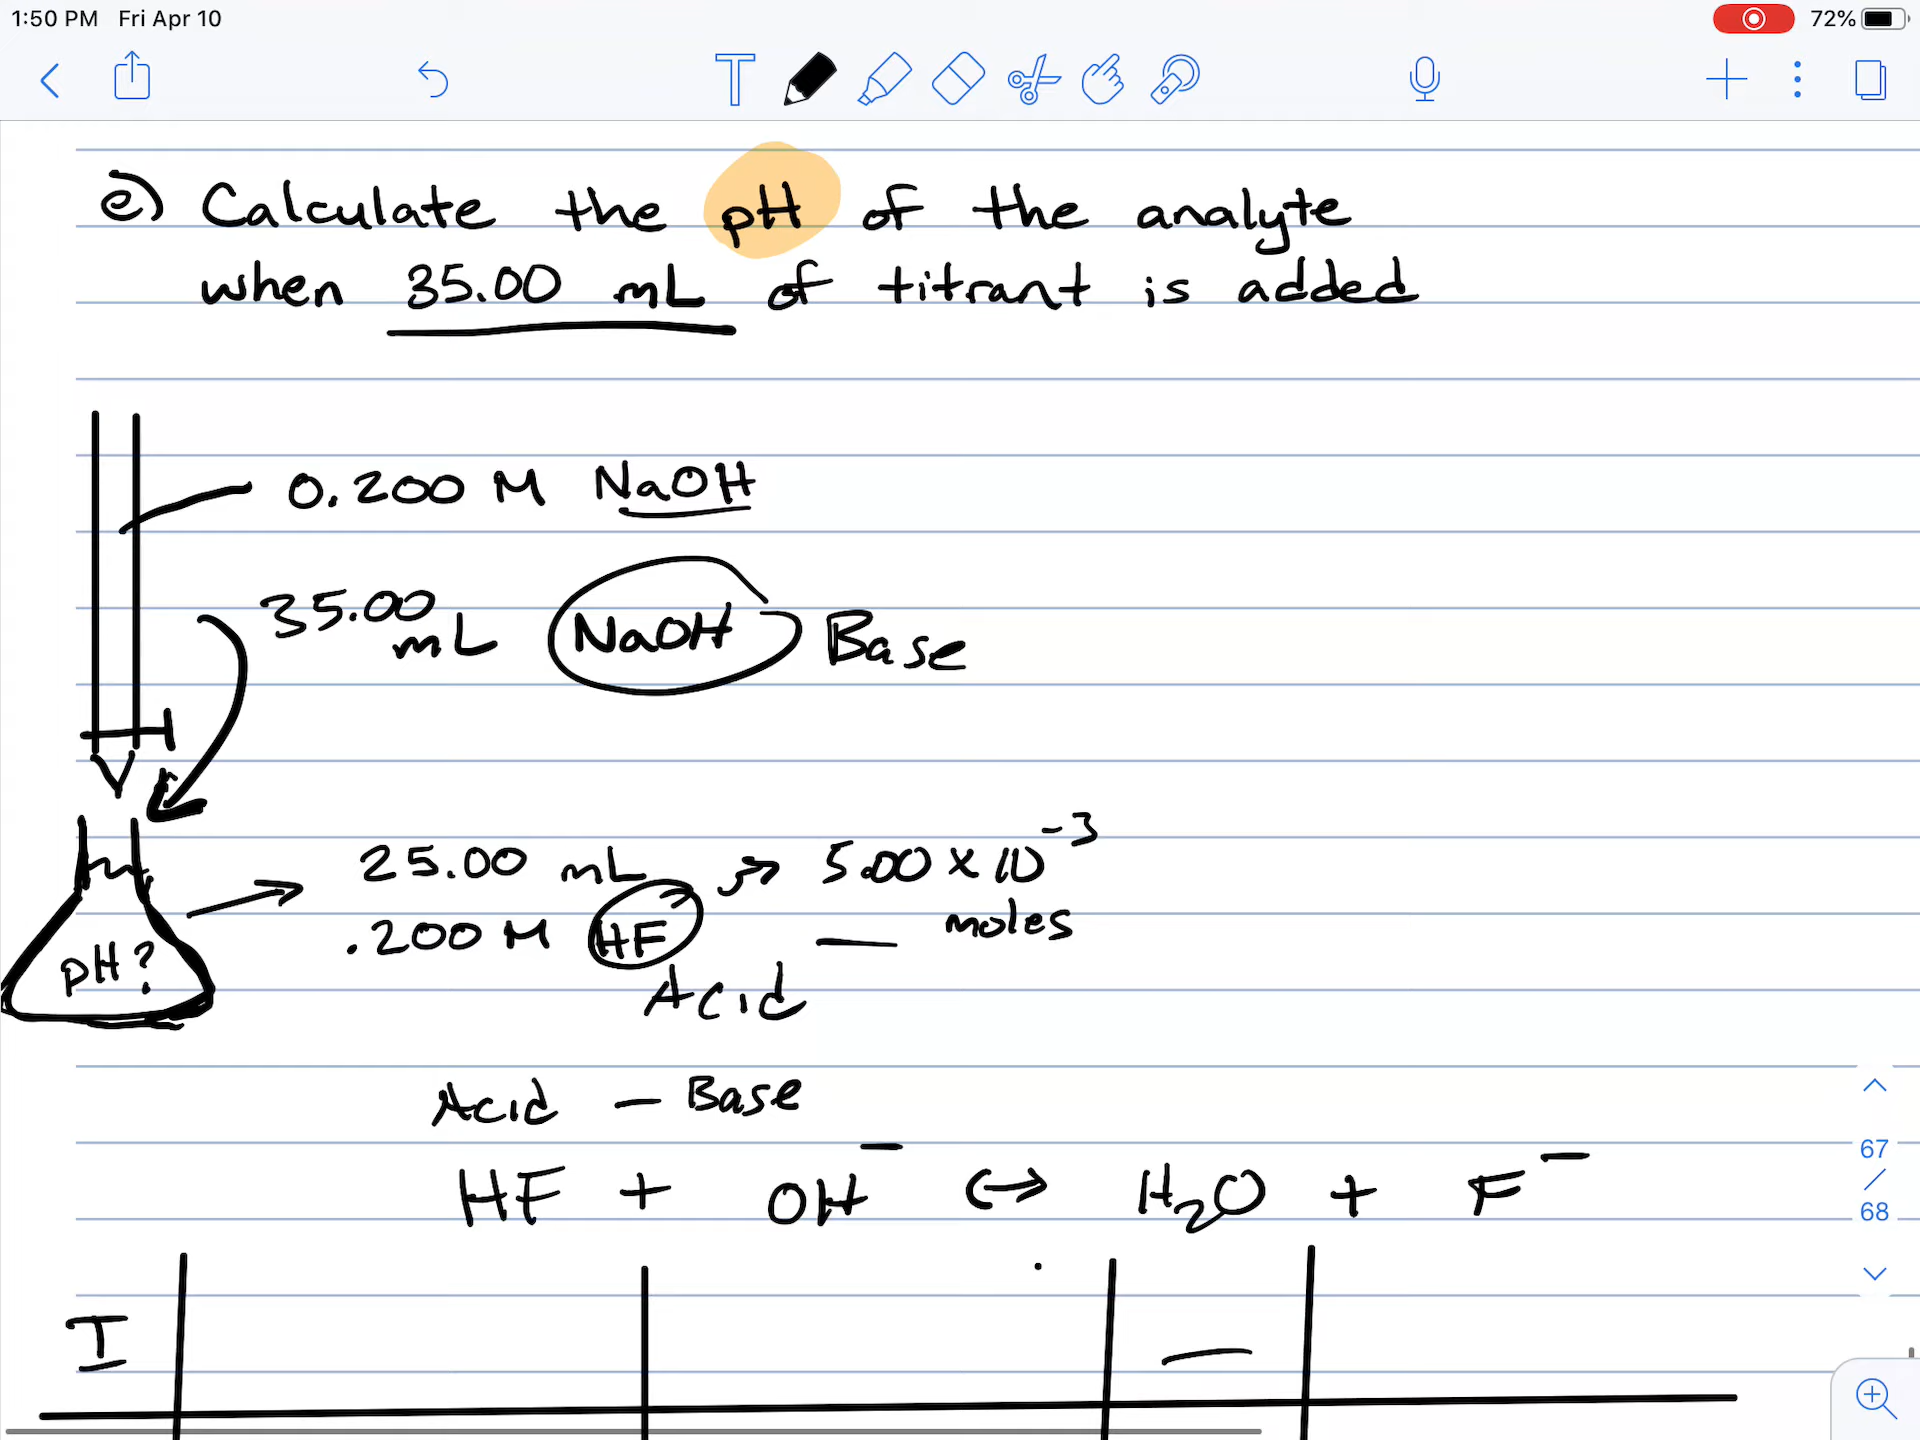 1:50 PM Fri Apr 10 72%
T
e) Calculate the pH of the analyte
when 35.00 mL of titrant is added
0.200 M NaOH
35.00 mL NaOH Base
25.00 mL → 5.00 x 10⁻³
.200 M HF — moles
pH?
Acid
Acid — Base
HF + OH⁻ ↔ H₂O + F⁻
67
/
68
I —